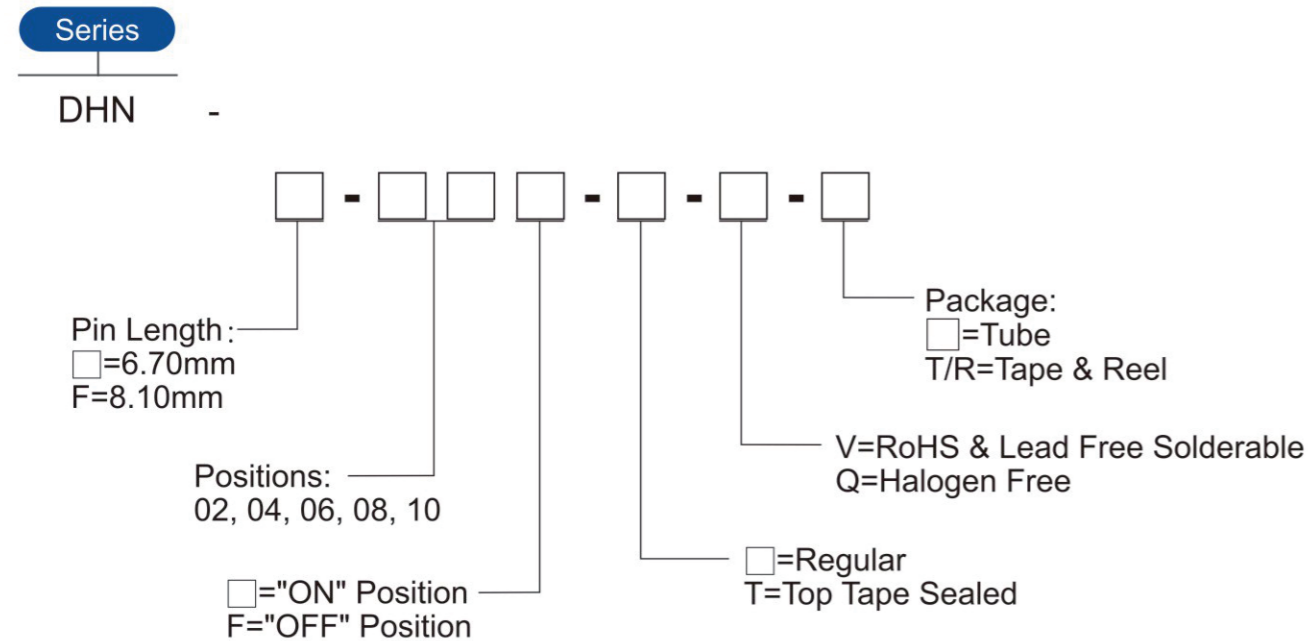 Series
DHN -
□ - □ □ □ - □ - □ - □
Pin Length:
□=6.70mm
F=8.10mm
Positions:
02, 04, 06, 08, 10
□="ON" Position
F="OFF" Position
□=Regular
T=Top Tape Sealed
V=RoHS & Lead Free Solderable
Q=Halogen Free
Package:
□=Tube
T/R=Tape & Reel